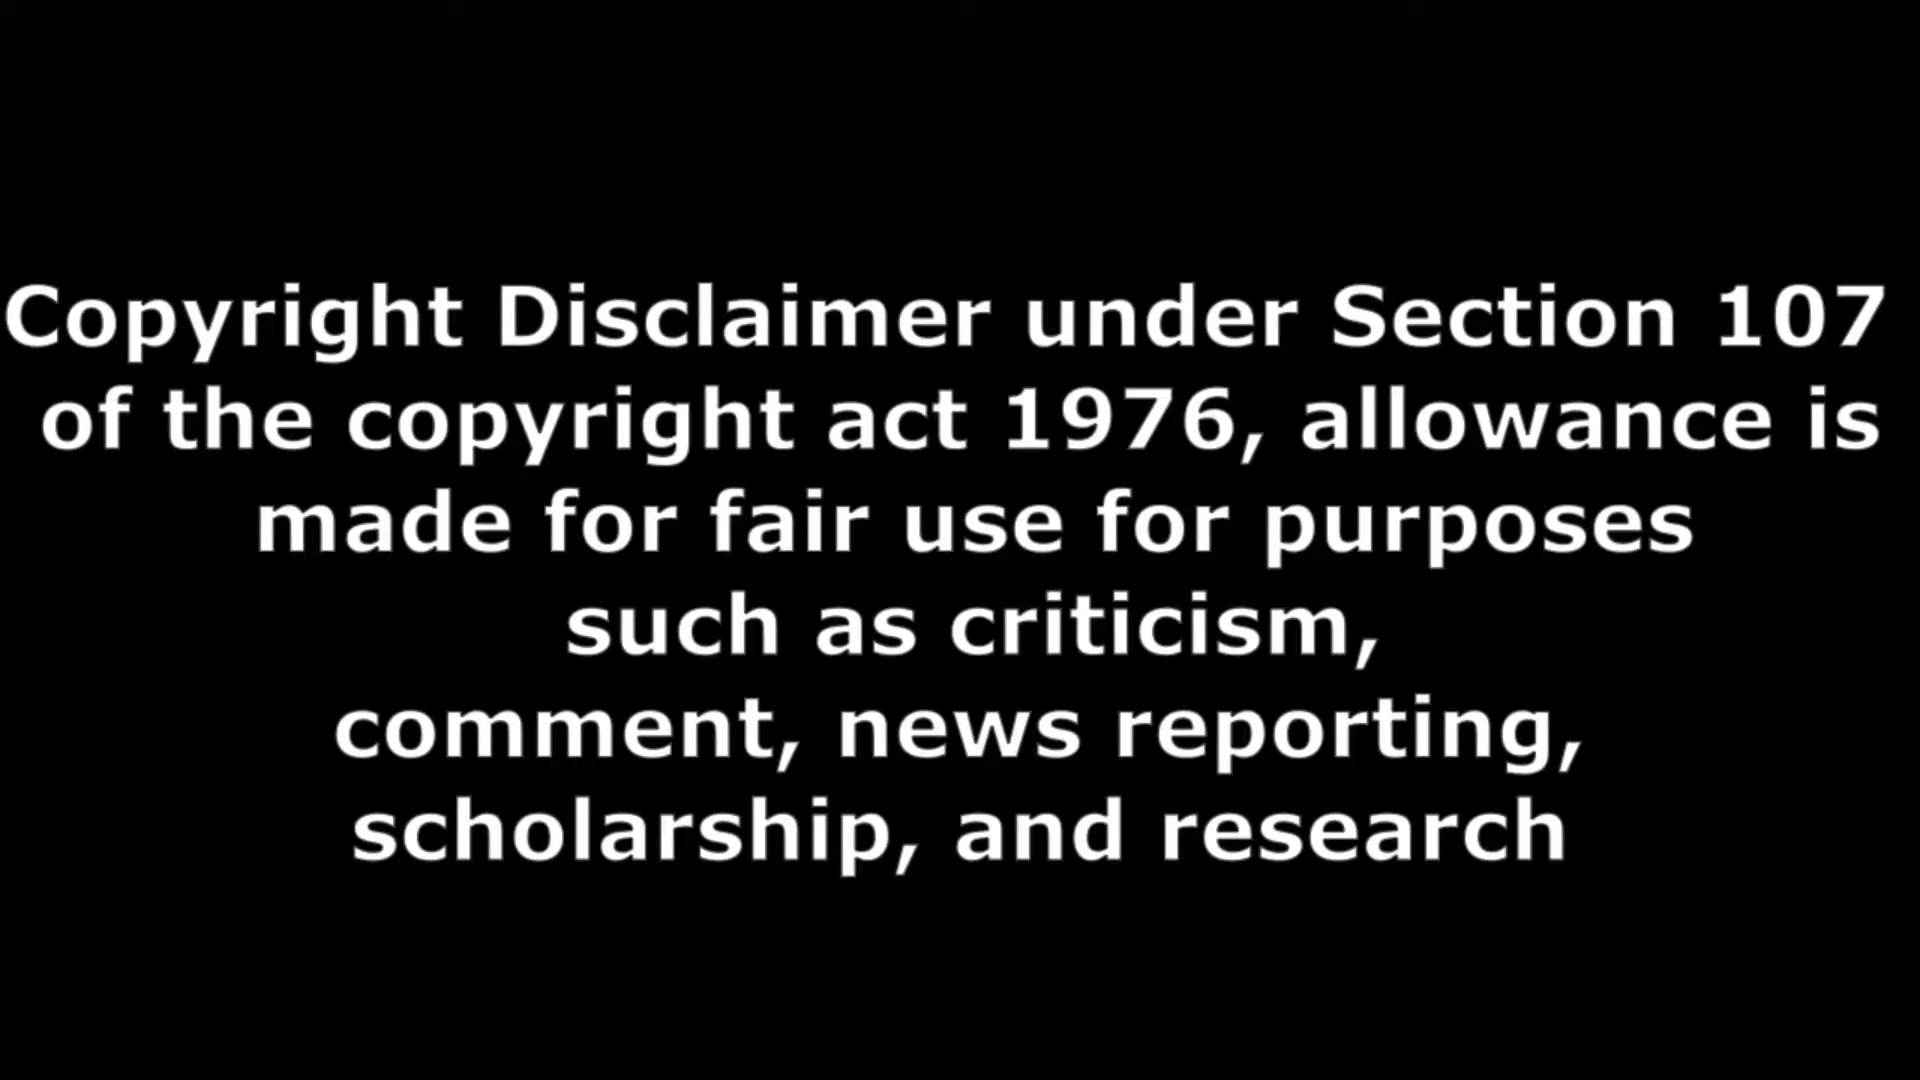 Copyright Disclaimer under Section 107
of the copyright act 1976, allowance is
made for fair use for purposes
such as criticism,
comment, news reporting,
scholarship, and research